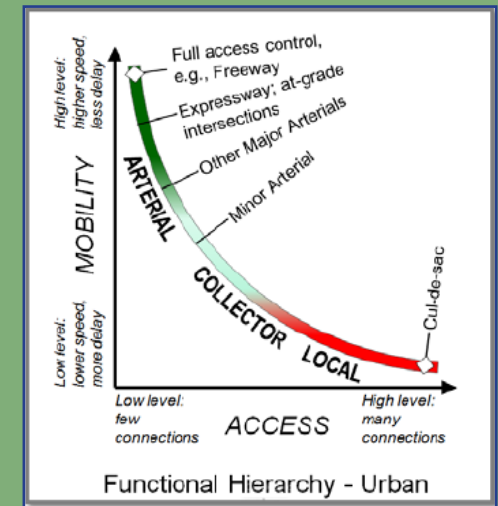 High level:
higher speed,
less delay
MOBILITY
Low level:
lower speed,
more delay
Full access control,
e.g., Freeway
Expressway; at-grade
intersections
Other Major Arterials
Minor Arterial
ARTERIAL
COLLECTOR
LOCAL
Cul-de-sac
Low level:
few
connections
ACCESS
High level:
many
connections
Functional Hierarchy - Urban